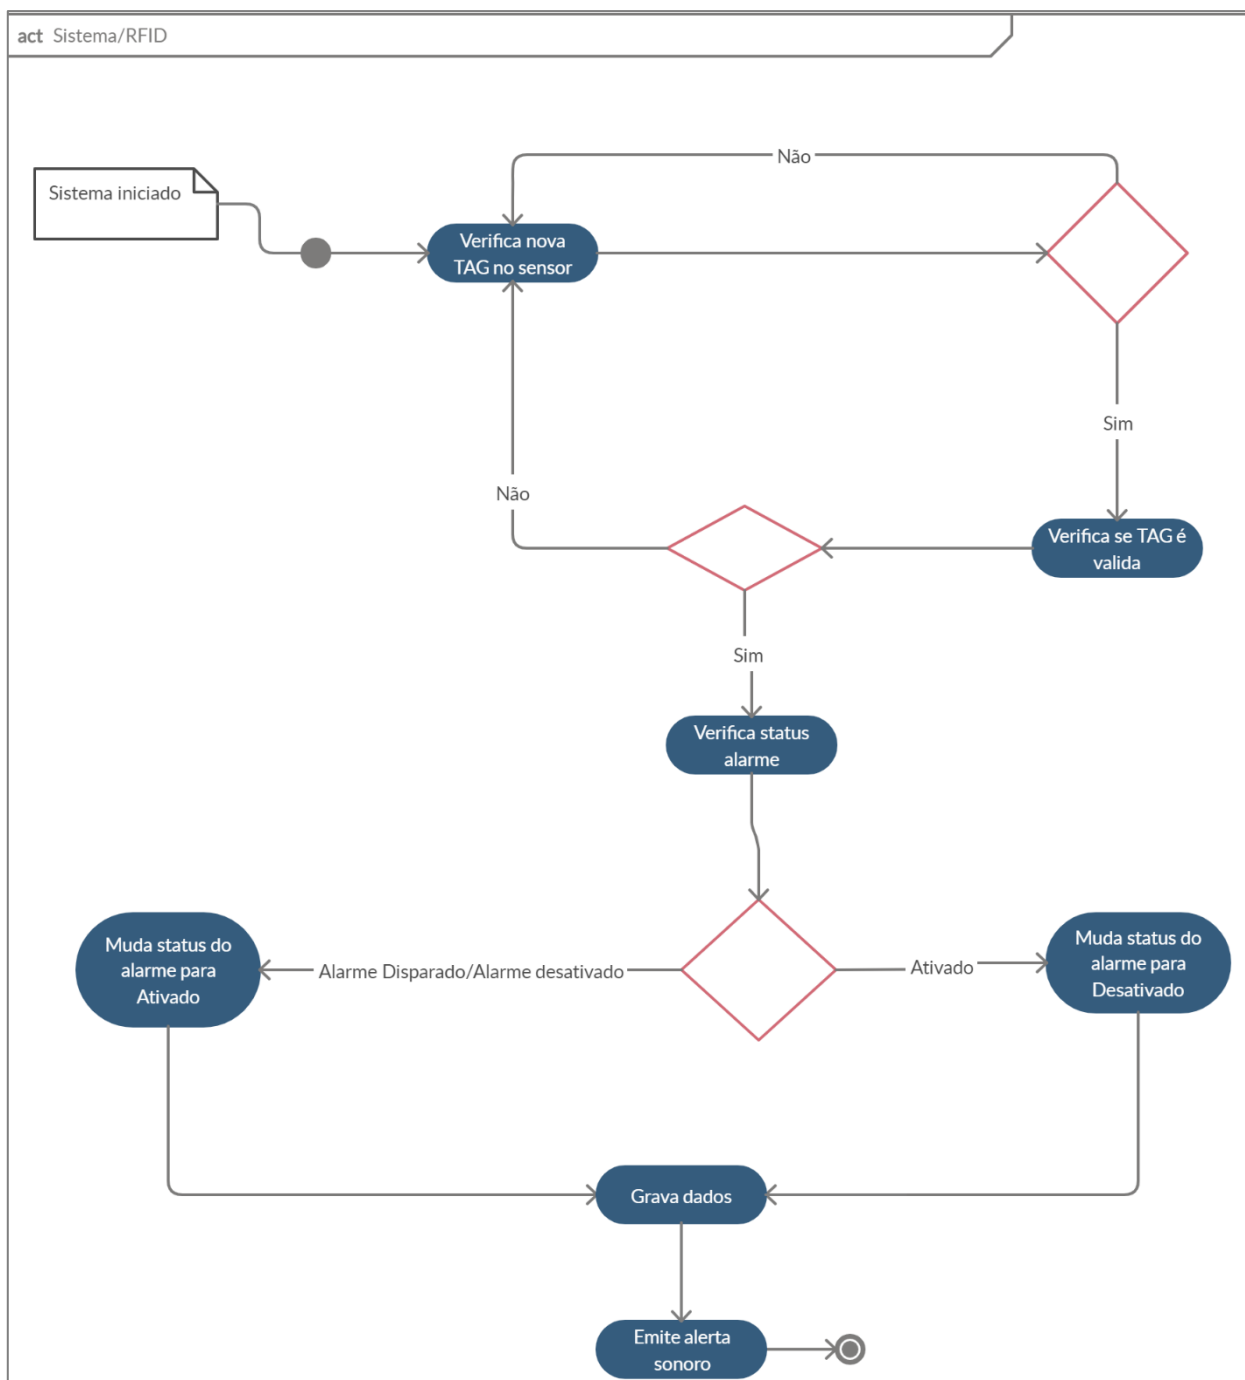 act Sistema/RFID
Não
Sistema iniciado
Verifica nova
TAG no sensor
Sim
Não
Verifica se TAG é
valida
Sim
Verifica status
alarme
Muda status do
alarme para
Ativado
Alarme Disparado/Alarme desativado
Ativado
Muda status do
alarme para
Desativado
Grava dados
Emite alerta
sonoro